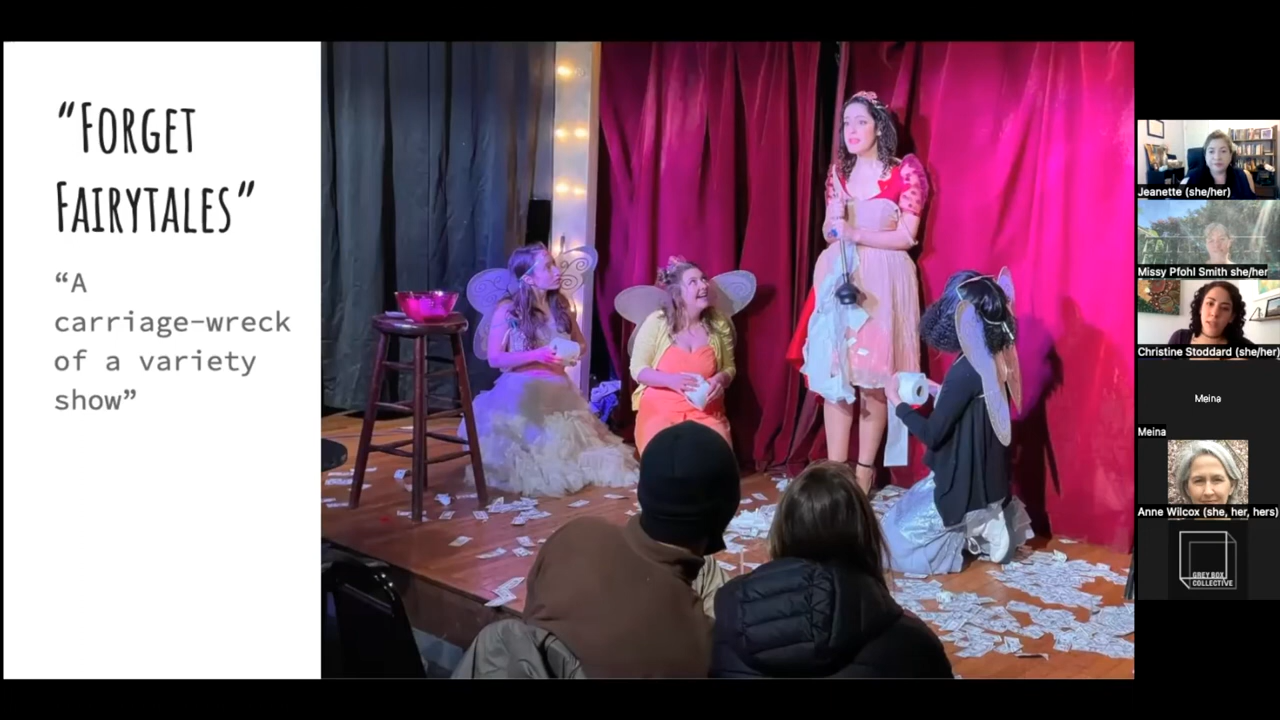 “FORGET
FAIRYTALES”
“A
carriage-wreck
of a variety
show”
Jeanette (she/her)
Missy Pfohl Smith she/her
Christine Stoddard (she/her)
Meina
Meina
Anne Wilcox (she, her, hers)
GREY BOX
COLLECTIVE